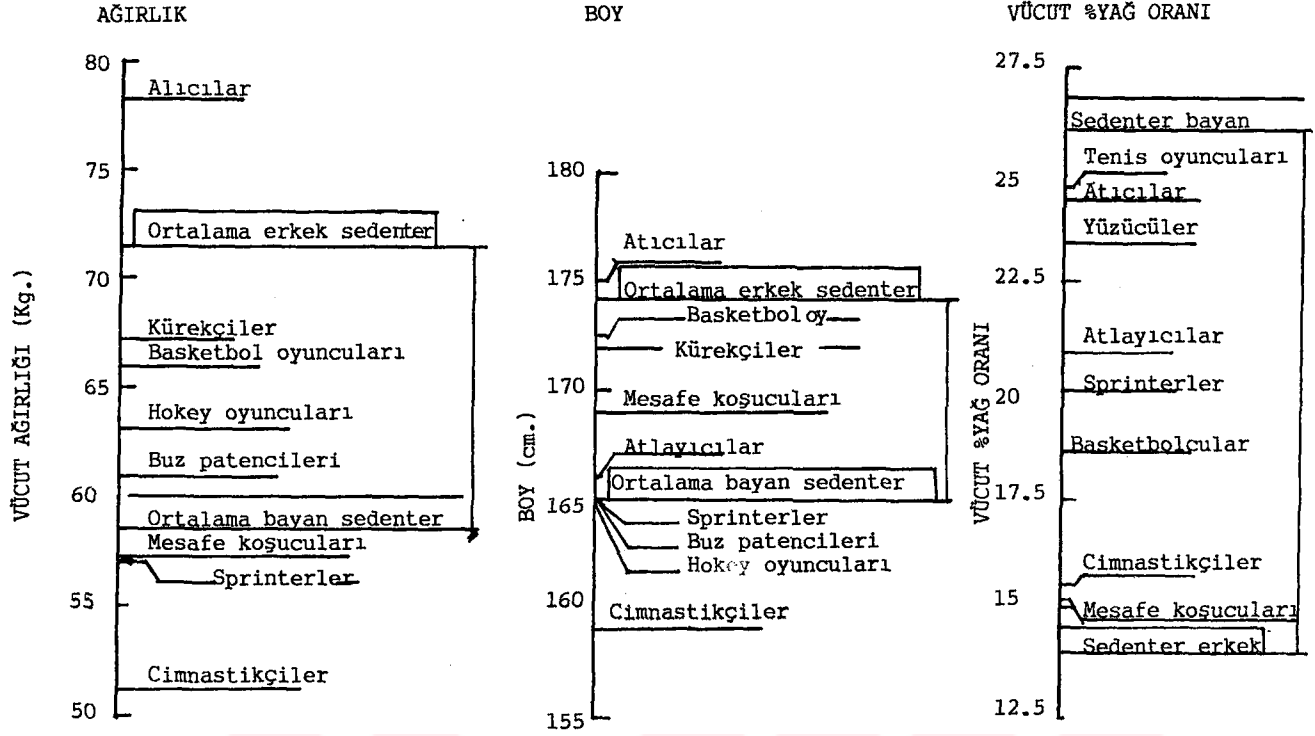 AĞIRLIK
80
Alıcılar
75
Ortalama erkek sedenter
70
Kürekçiler
Basketbol oyuncuları
65
Hokey oyuncuları
Buz patencileri
60
Ortalama bayan sedenter
Mesafe koşucuları
Sprinterler
55
Cimnastikçiler
50
VÜCUT AĞIRLIĞI (Kg.)
BOY
180
Atıcılar
175
Ortalama erkek sedenter
Basketbol oy
Kürekçiler
170
Mesafe koşucuları
Atlayıcılar
Ortalama bayan sedenter
165
Sprinterler
Buz patencileri
Hokey oyuncuları
160
Cimnastikçiler
155
BOY (cm.)
VÜCUT %YAĞ ORANI
27.5
Sedenter bayan
Tenis oyuncuları
25
Atıcılar
Yüzücüler
22.5
Atlayıcılar
Sprinterler
20
Basketbolcular
17.5
Cimnastikçiler
15
Mesafe koşucuları
Sedenter erkek
12.5
VÜCUT %YAĞ ORANI